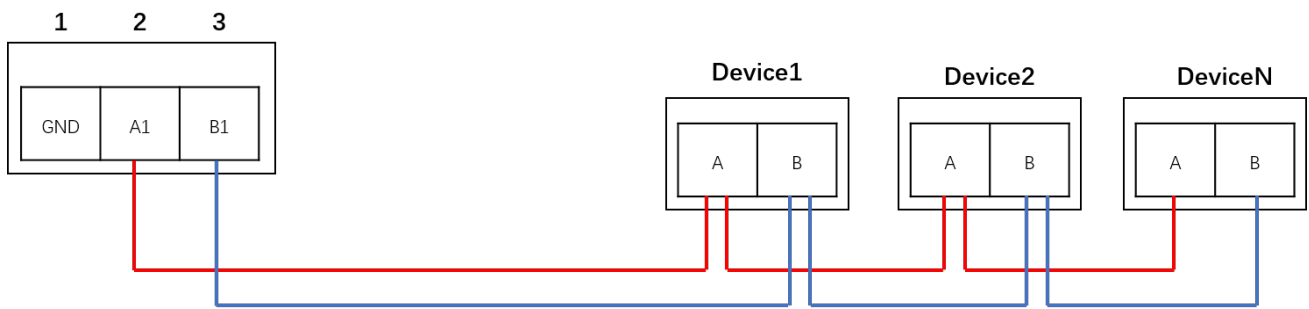 1 2 3
Device1 Device2 DeviceN
GND A1 B1
A B A B A B